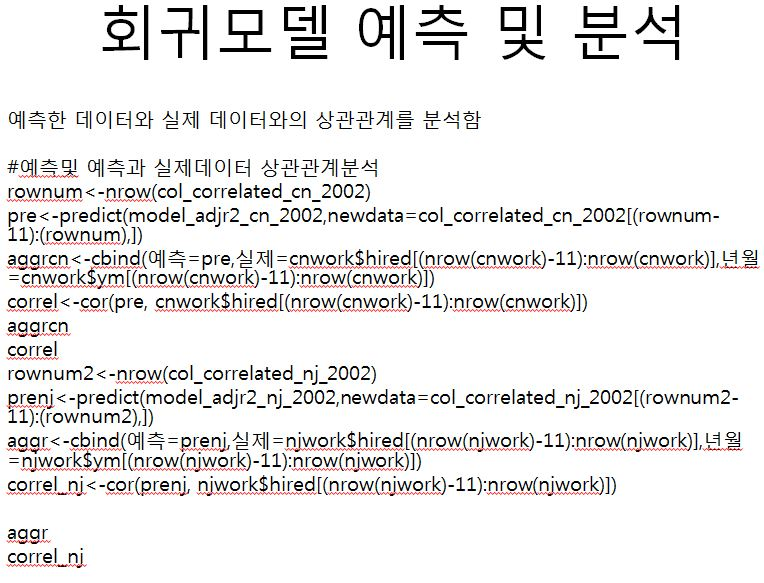 회귀모델 예측 및 분석
예측한 데이터와 실제 데이터와의 상관관계를 분석함
#예측및 예측과 실제데이터 상관관계분석
rownum<-nrow(col_correlated_cn_2002)
pre<-predict(model_adjr2_cn_2002,newdata=col_correlated_cn_2002[(rownum-
11):(rownum),])
aggrcn<-cbind(예측=pre,실제=cnwork$hired[(nrow(cnwork)-11):nrow(cnwork)],년월
=cnwork$ym[(nrow(cnwork)-11):nrow(cnwork)])
correl<-cor(pre, cnwork$hired[(nrow(cnwork)-11):nrow(cnwork)])
aggrcn
correl
rownum2<-nrow(col_correlated_nj_2002)
prenj<-predict(model_adjr2_nj_2002,newdata=col_correlated_nj_2002[(rownum2-
11):(rownum2),])
aggr<-cbind(예측=prenj,실제=njwork$hired[(nrow(njwork)-11):nrow(njwork)],년월
=njwork$ym[(nrow(njwork)-11):nrow(njwork)])
correl_nj<-cor(prenj, njwork$hired[(nrow(njwork)-11):nrow(njwork)])
aggr
correl_nj